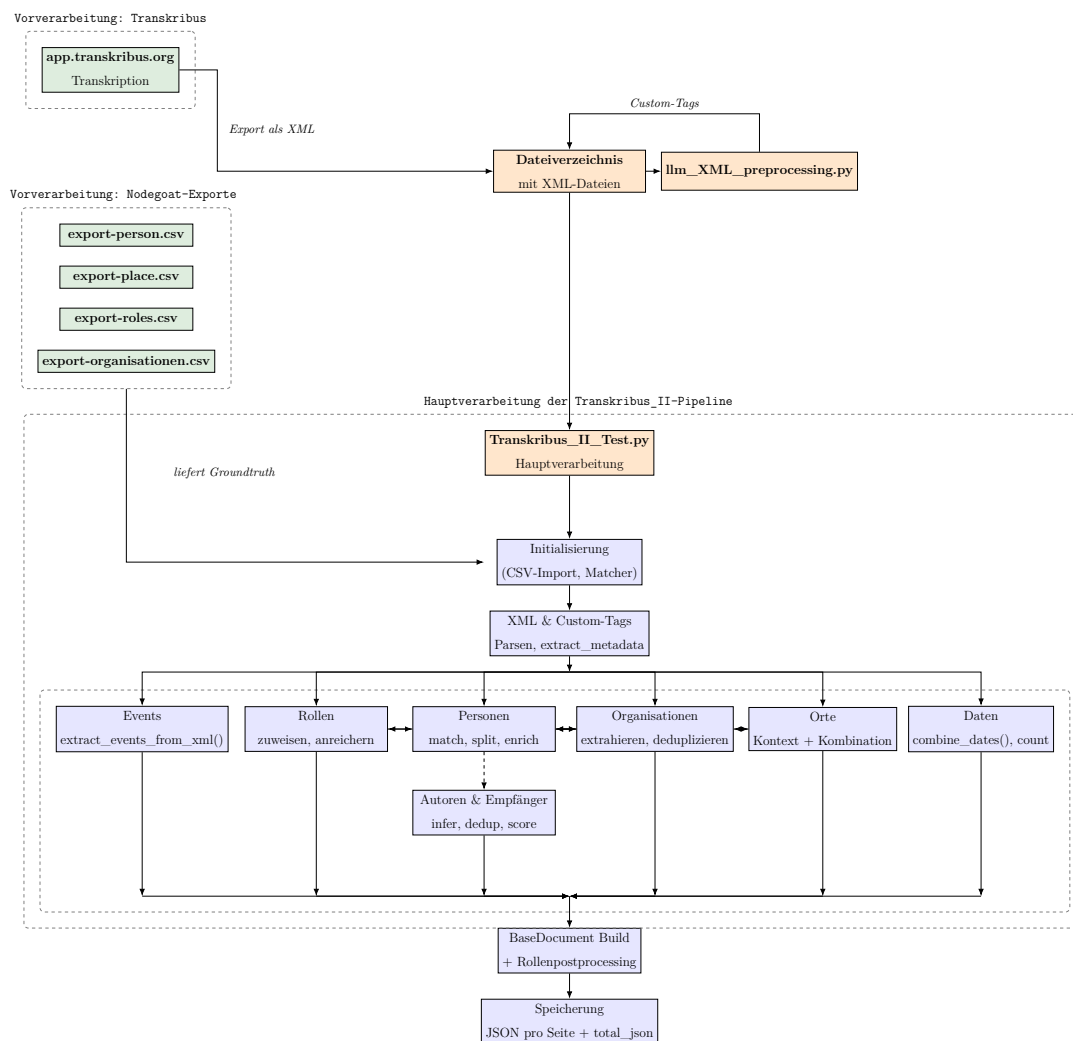 Vorverarbeitung: Transkribus
app.transkribus.org
Transkription
Export als XML
Custom-Tags
Dateiverzeichnis
mit XML-Dateien
llm_XML_preprocessing.py
Vorverarbeitung: Nodegoat-Exporte
export-person.csv
export-place.csv
export-roles.csv
export-organisationen.csv
Hauptverarbeitung der Transkribus_II-Pipeline
Transkribus_II_Test.py
Hauptverarbeitung
liefert Groundtruth
Initialisierung
(CSV-Import, Matcher)
XML & Custom-Tags
Parsen, extract_metadata
Events
extract_events_from_xml()
Rollen
zuweisen, anreichern
Personen
match, split, enrich
Organisationen
extrahieren, deduplizieren
Orte
Kontext + Kombination
Daten
combine_dates(), count
Autoren & Empfänger
infer, dedup, score
BaseDocument Build
+ Rollenpostprocessing
Speicherung
JSON pro Seite + total_json